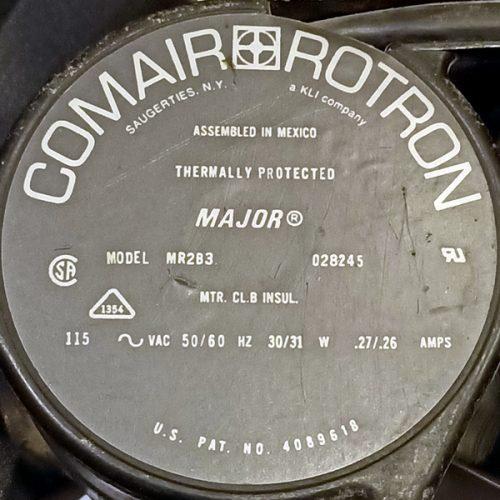 COMAIR ROTRON
SAUGERTIES, N.Y. a KLI company
ASSEMBLED IN MEXICO
THERMALLY PROTECTED
MAJOR®
MODEL MR2B3 028245
MTR. CL.B INSUL.
1354
115 ~ VAC 50/60 HZ 30/31 W .27/.26 AMPS
U.S. PAT. NO. 4089618